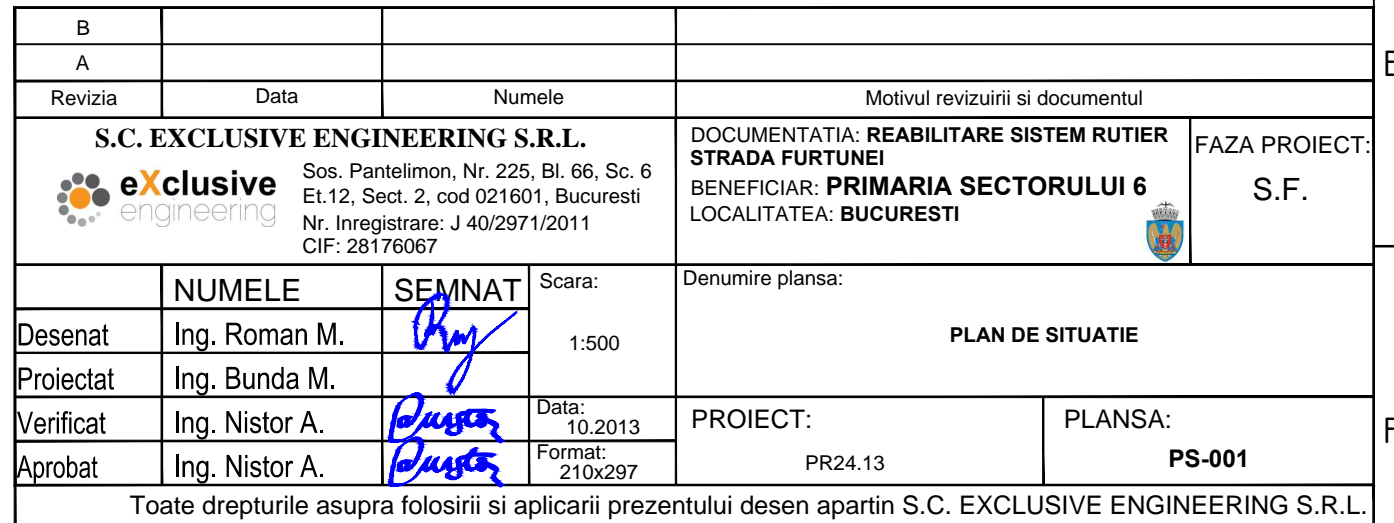 B
A
Revizia Data Numele Motivul revizuirii si documentul
S.C. EXCLUSIVE ENGINEERING S.R.L.
eXclusive
engineering
Sos. Pantelimon, Nr. 225, Bl. 66, Sc. 6
Et.12, Sect. 2, cod 021601, Bucuresti
Nr. Inregistrare: J 40/2971/2011
CIF: 28176067
DOCUMENTATIA: REABILITARE SISTEM RUTIER
STRADA FURTUNEI
BENEFICIAR: PRIMARIA SECTORULUI 6
LOCALITATEA: BUCURESTI
FAZA PROIECT:
S.F.
NUMELE SEMNAT
Desenat Ing. Roman M.
Proiectat Ing. Bunda M.
Verificat Ing. Nistor A.
Aprobat Ing. Nistor A.
Scara:
1:500
Data:
10.2013
Format:
210x297
Denumire plansa:
PLAN DE SITUATIE
PROIECT:
PR24.13
PLANSA:
PS-001
Toate drepturile asupra folosirii si aplicarii prezentului desen apartin S.C. EXCLUSIVE ENGINEERING S.R.L.